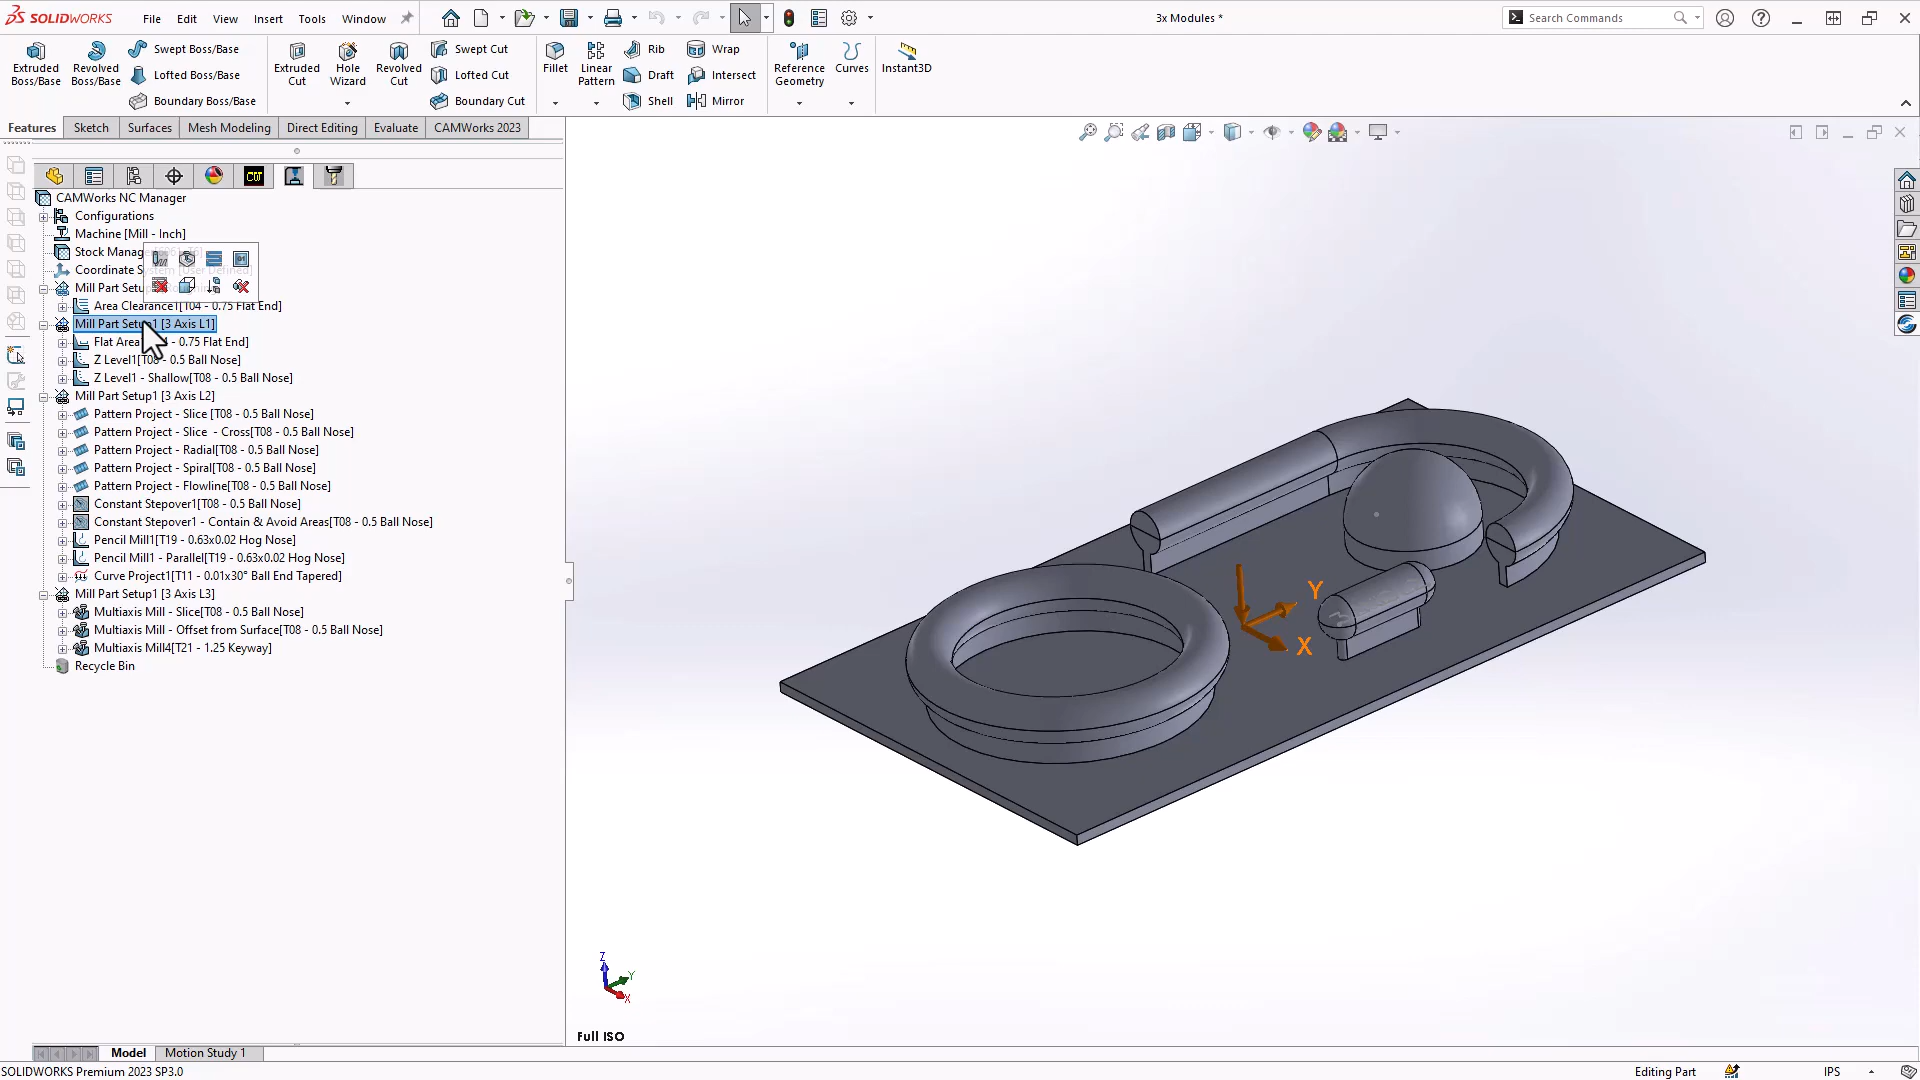 SOLIDWORKS File Edit View Insert Tools Window 3x Modules * Search Commands
Extruded Boss/Base Revolved Boss/Base Swept Boss/Base Lofted Boss/Base Boundary Boss/Base Extruded Cut Hole Wizard Revolved Cut Swept Cut Lofted Cut Boundary Cut Fillet Linear Pattern Rib Draft Shell Wrap Intersect Mirror Reference Geometry Curves Instant3D
Features Sketch Surfaces Mesh Modeling Direct Editing Evaluate CAMWorks 2023
CAMWorks NC Manager
Configurations
Machine [Mill - Inch]
Stock Manag
Coordinate System [User Defined]
Mill Part Setu
Area Clearance1[T04 - 0.75 Flat End]
Mill Part Setup1 [3 Axis L1]
Flat Area - 0.75 Flat End]
Z Level1[T08 - 0.5 Ball Nose]
Z Level1 - Shallow[T08 - 0.5 Ball Nose]
Mill Part Setup1 [3 Axis L2]
Pattern Project - Slice [T08 - 0.5 Ball Nose]
Pattern Project - Slice - Cross[T08 - 0.5 Ball Nose]
Pattern Project - Radial[T08 - 0.5 Ball Nose]
Pattern Project - Spiral[T08 - 0.5 Ball Nose]
Pattern Project - Flowline[T08 - 0.5 Ball Nose]
Constant Stepover1[T08 - 0.5 Ball Nose]
Constant Stepover1 - Contain & Avoid Areas[T08 - 0.5 Ball Nose]
Pencil Mill1[T19 - 0.63x0.02 Hog Nose]
Pencil Mill1 - Parallel[T19 - 0.63x0.02 Hog Nose]
Curve Project1[T11 - 0.01x30° Ball End Tapered]
Mill Part Setup1 [3 Axis L3]
Multiaxis Mill - Slice[T08 - 0.5 Ball Nose]
Multiaxis Mill - Offset from Surface[T08 - 0.5 Ball Nose]
Multiaxis Mill4[T21 - 1.25 Keyway]
Recycle Bin
Y
X
Z
Y
X
Full ISO
Model Motion Study 1
SOLIDWORKS Premium 2023 SP3.0 Editing Part IPS